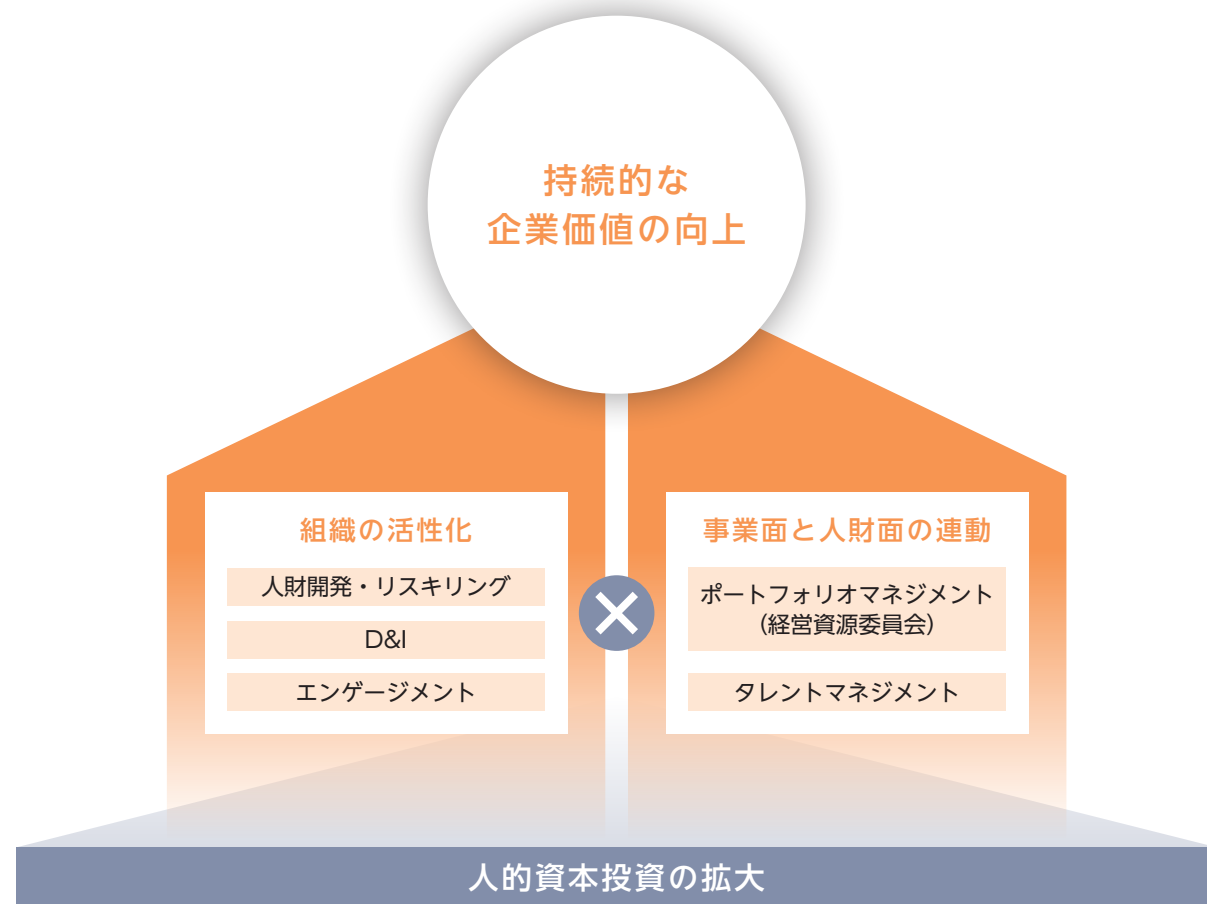 持続的な
企業価値の向上
組織の活性化
人財開発・リスキリング
D&I
エンゲージメント
事業面と人財面の連動
ポートフォリオマネジメント
（経営資源委員会）
タレントマネジメント
人的資本投資の拡大